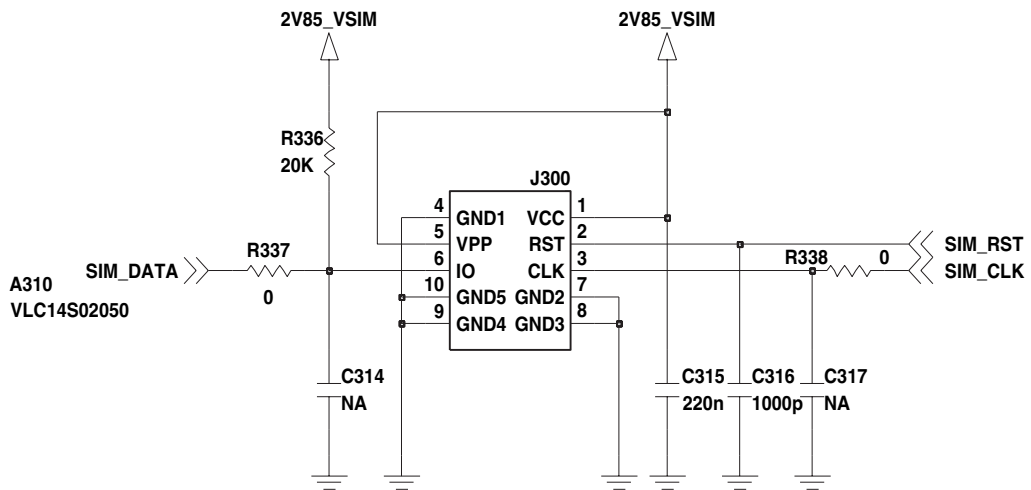 2V85_VSIM 2V85_VSIM
R336
20K
J300
4 GND1 VCC 1
5 VPP RST 2 SIM_RST
R337
SIM_DATA 6 IO CLK 3 R338 0 SIM_CLK
A310
0
VLC14S02050
10 GND5 GND2 7
9 GND4 GND3 8
C314 C315 C316 C317
NA 220n 1000p NA